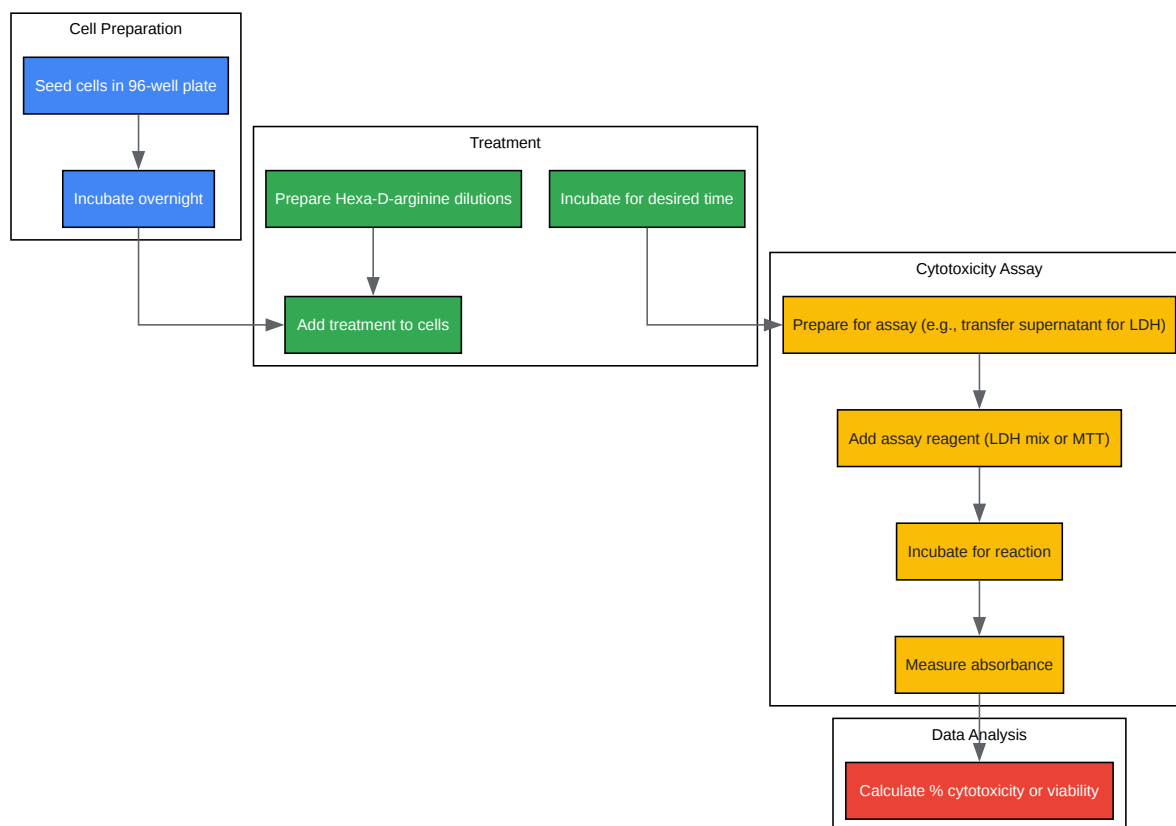 Cell Preparation
Seed cells in 96-well plate
Incubate overnight
Treatment
Prepare Hexa-D-arginine dilutions
Incubate for desired time
Add treatment to cells
Cytotoxicity Assay
Prepare for assay (e.g., transfer supernatant for LDH)
Add assay reagent (LDH mix or MTT)
Incubate for reaction
Measure absorbance
Data Analysis
Calculate % cytotoxicity or viability